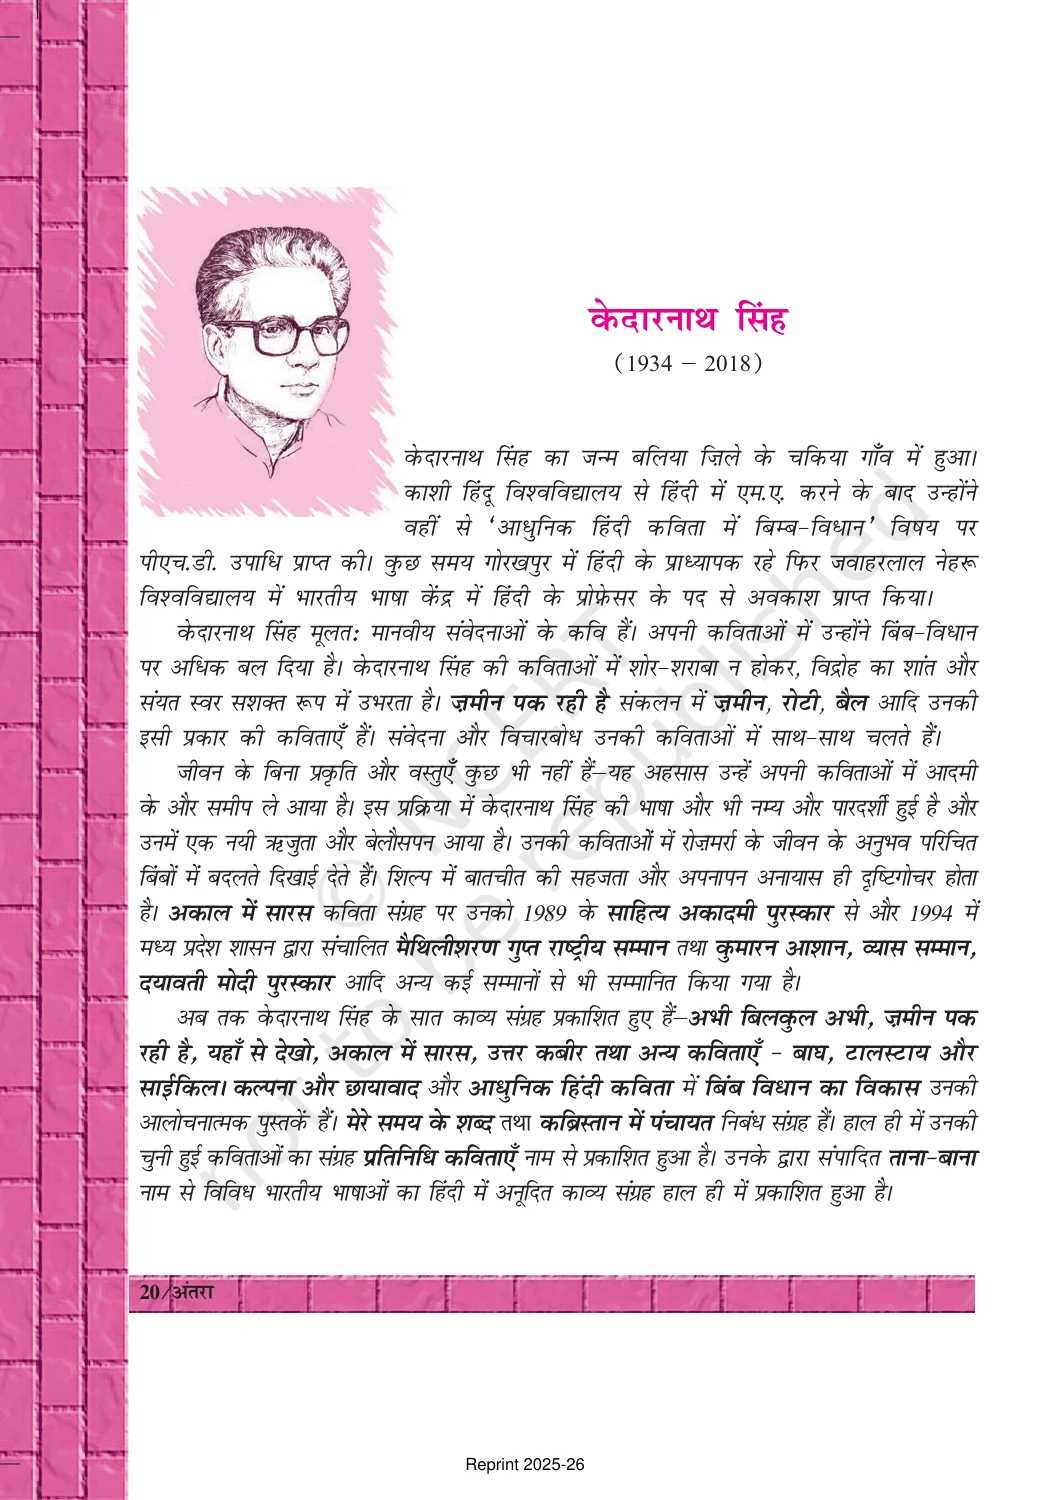 केदारनाथ सिंह
(1934 – 2018)
केदारनाथ सिंह का जन्म बलिया ज़िले के चकिया गाँव में हुआ।
काशी हिंदू विश्वविद्यालय से हिंदी में एम.ए. करने के बाद उन्होंने
वहीं से ‘आधुनिक हिंदी कविता में बिम्ब-विधान’ विषय पर
पीएच.डी. उपाधि प्राप्त की। कुछ समय गोरखपुर में हिंदी के प्राध्यापक रहे फिर जवाहरलाल नेहरू
विश्वविद्यालय में भारतीय भाषा केंद्र में हिंदी के प्रोफ़ेसर के पद से अवकाश प्राप्त किया।
केदारनाथ सिंह मूलत: मानवीय संवेदनाओं के कवि हैं। अपनी कविताओं में उन्होंने बिंब-विधान
पर अधिक बल दिया है। केदारनाथ सिंह की कविताओं में शोर-शराबा न होकर, विद्रोह का शांत और
संयत स्वर सशक्त रूप में उभरता है। ज़मीन पक रही है संकलन में ज़मीन, रोटी, बैल आदि उनकी
इसी प्रकार की कविताएँ हैं। संवेदना और विचारबोध उनकी कविताओं में साथ-साथ चलते हैं।
जीवन के बिना प्रकृति और वस्तुएँ कुछ भी नहीं हैं–यह अहसास उन्हें अपनी कविताओं में आदमी
के और समीप ले आया है। इस प्रक्रिया में केदारनाथ सिंह की भाषा और भी नम्य और पारदर्शी हुई है और
उनमें एक नयी ऋजुता और बेलौसपन आया है। उनकी कविताओं में रोज़मर्रा के जीवन के अनुभव परिचित
बिंबों में बदलते दिखाई देते हैं। शिल्प में बातचीत की सहजता और अपनापन अनायास ही दृष्टिगोचर होता
है। अकाल में सारस कविता संग्रह पर उनको 1989 के साहित्य अकादमी पुरस्कार से और 1994 में
मध्य प्रदेश शासन द्वारा संचालित मैथिलीशरण गुप्त राष्ट्रीय सम्मान तथा कुमारन आशान, व्यास सम्मान,
दयावती मोदी पुरस्कार आदि अन्य कई सम्मानों से भी सम्मानित किया गया है।
अब तक केदारनाथ सिंह के सात काव्य संग्रह प्रकाशित हुए हैं–अभी बिलकुल अभी, ज़मीन पक
रही है, यहाँ से देखो, अकाल में सारस, उत्तर कबीर तथा अन्य कविताएँ - बाघ, टालस्टाय और
साईकिल। कल्पना और छायावाद और आधुनिक हिंदी कविता में बिंब विधान का विकास उनकी
आलोचनात्मक पुस्तकें हैं। मेरे समय के शब्द तथा कब्रिस्तान में पंचायत निबंध संग्रह हैं। हाल ही में उनकी
चुनी हुई कविताओं का संग्रह प्रतिनिधि कविताएँ नाम से प्रकाशित हुआ है। उनके द्वारा संपादित ताना-बाना
नाम से विविध भारतीय भाषाओं का हिंदी में अनूदित काव्य संग्रह हाल ही में प्रकाशित हुआ है।
© NCERT
not to be republished
20/अंतरा
Reprint 2025-26